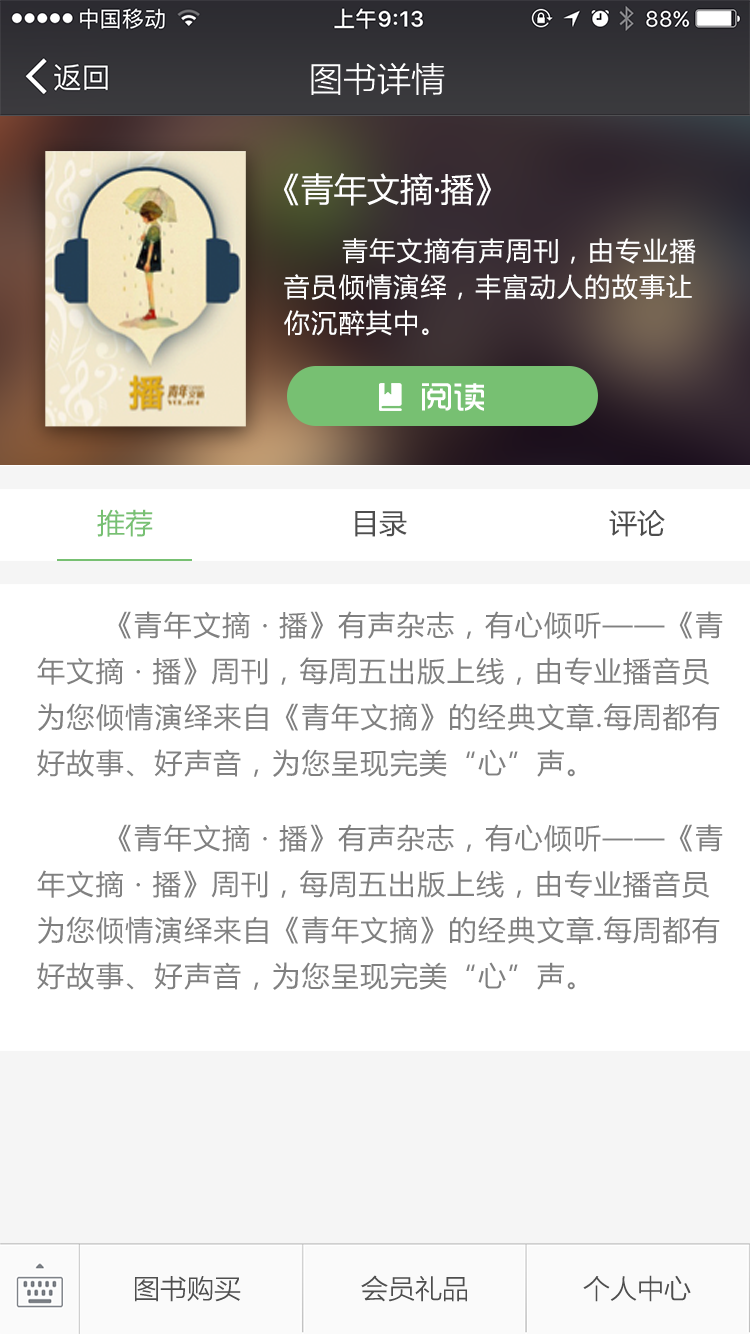 中国移动
上午9:13
88%
返回
图书详情
《青年文摘·播》
青年文摘有声周刊，由专业播
音员倾情演绎，丰富动人的故事让
你沉醉其中。
播
青年
文摘
阅读
推荐
目录
评论
《青年文摘·播》有声杂志，有心倾听——《青
年文摘·播》周刊，每周五出版上线，由专业播音员
为您倾情演绎来自《青年文摘》的经典文章.每周都有
好故事、好声音，为您呈现完美“心”声。
《青年文摘·播》有声杂志，有心倾听——《青
年文摘·播》周刊，每周五出版上线，由专业播音员
为您倾情演绎来自《青年文摘》的经典文章.每周都有
好故事、好声音，为您呈现完美“心”声。
图书购买
会员礼品
个人中心